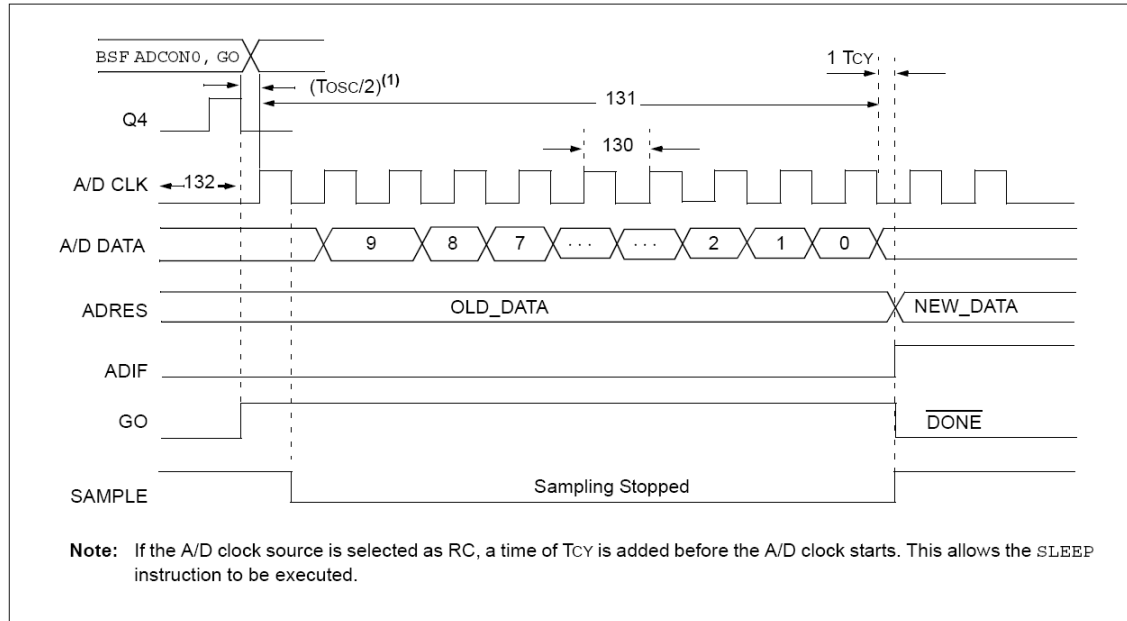 BSF ADCON0, GO
1 TCY
(TOSC/2)(1)
131
Q4
130
A/D CLK
132
A/D DATA
9 8 7 . . . . . . 2 1 0
ADRES
OLD_DATA
NEW_DATA
ADIF
GO
DONE
SAMPLE
Sampling Stopped
Note: If the A/D clock source is selected as RC, a time of TCY is added before the A/D clock starts. This allows the SLEEP
instruction to be executed.